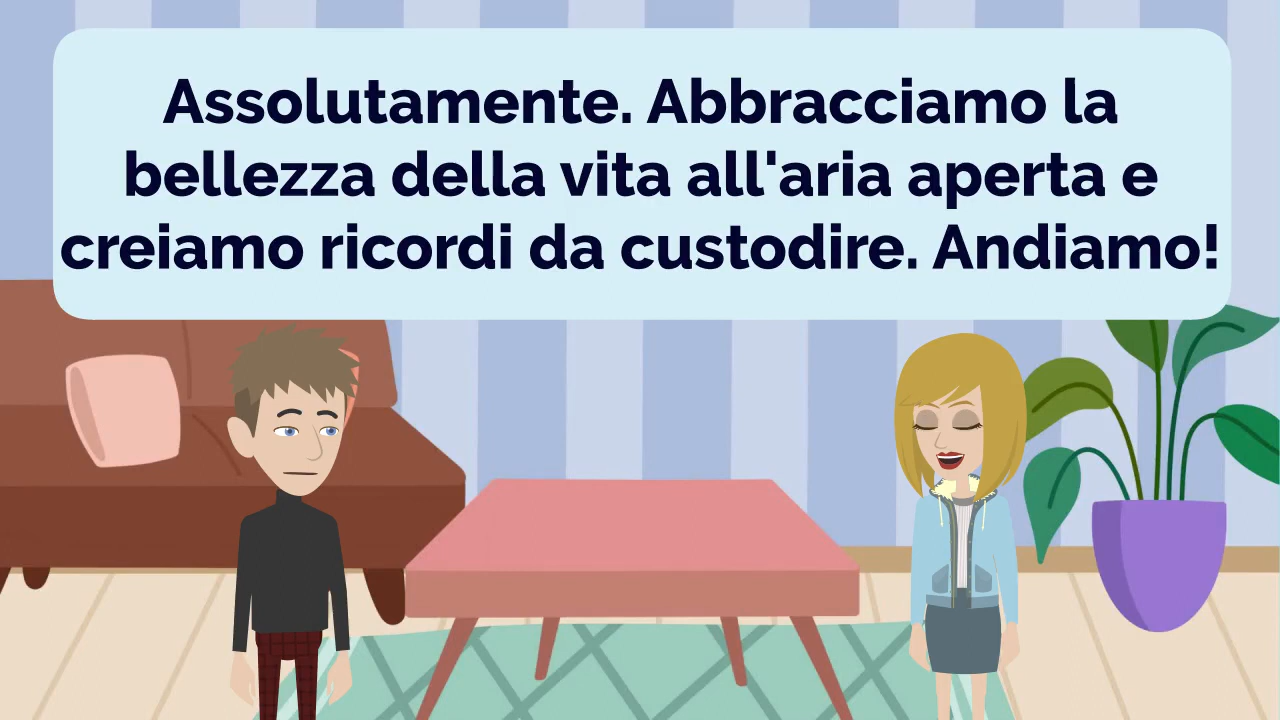 Assolutamente. Abbracciamo la
bellezza della vita all'aria aperta e
creiamo ricordi da custodire. Andiamo!